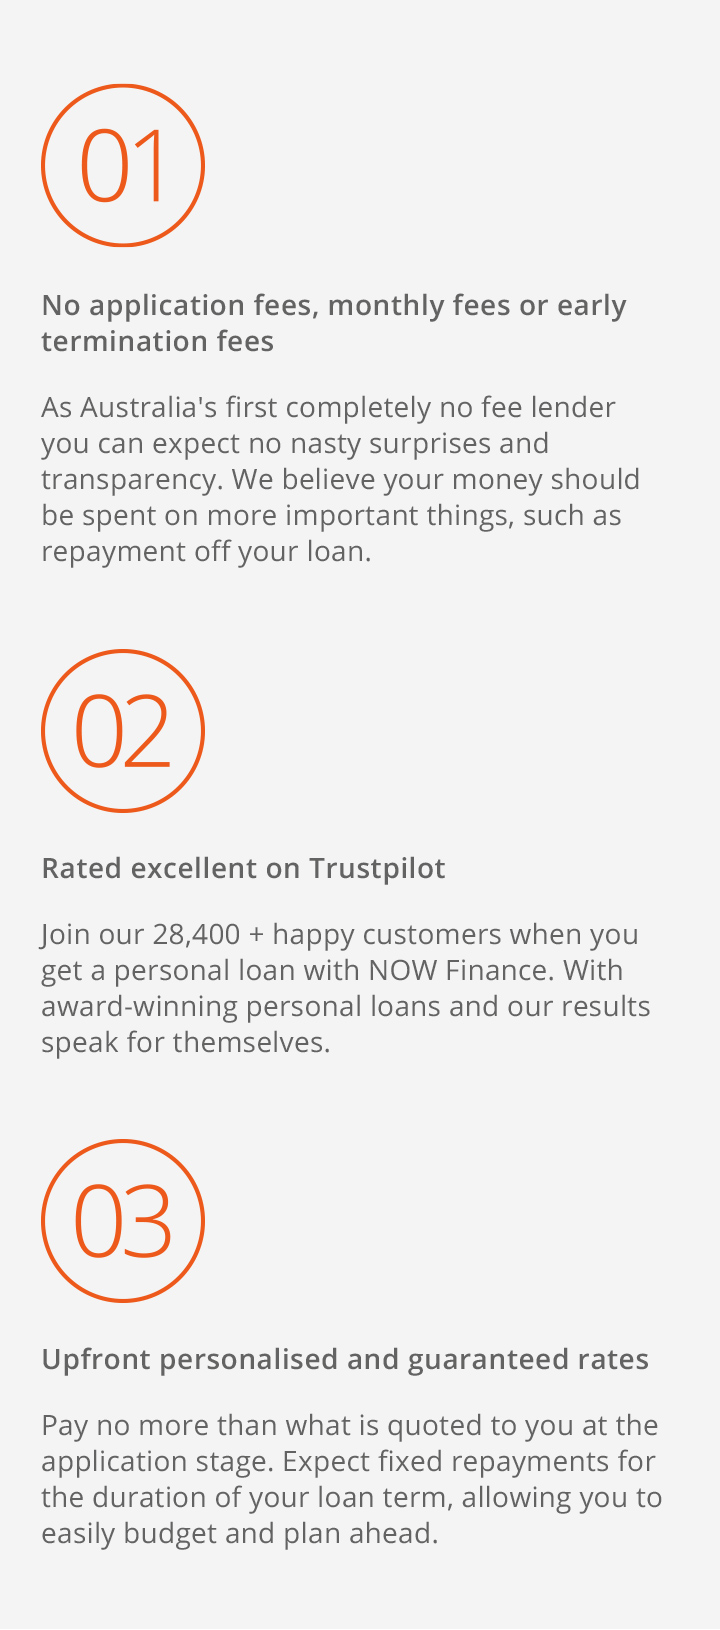 01
No application fees, monthly fees or early
termination fees
As Australia's first completely no fee lender
you can expect no nasty surprises and
transparency. We believe your money should
be spent on more important things, such as
repayment off your loan.
02
Rated excellent on Trustpilot
Join our 28,400 + happy customers when you
get a personal loan with NOW Finance. With
award-winning personal loans and our results
speak for themselves.
03
Upfront personalised and guaranteed rates
Pay no more than what is quoted to you at the
application stage. Expect fixed repayments for
the duration of your loan term, allowing you to
easily budget and plan ahead.